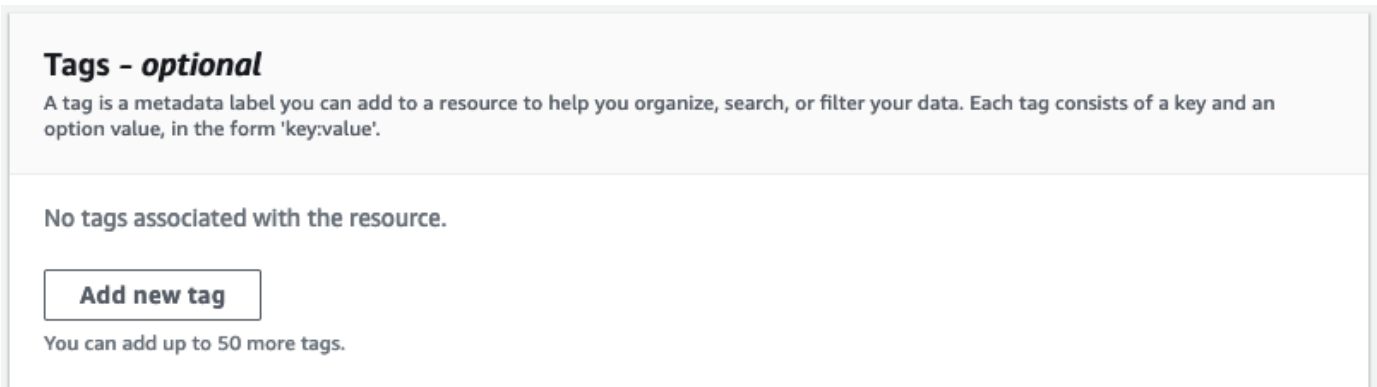 Tags - optional
A tag is a metadata label you can add to a resource to help you organize, search, or filter your data. Each tag consists of a key and an
option value, in the form 'key:value'.
No tags associated with the resource.
Add new tag
You can add up to 50 more tags.